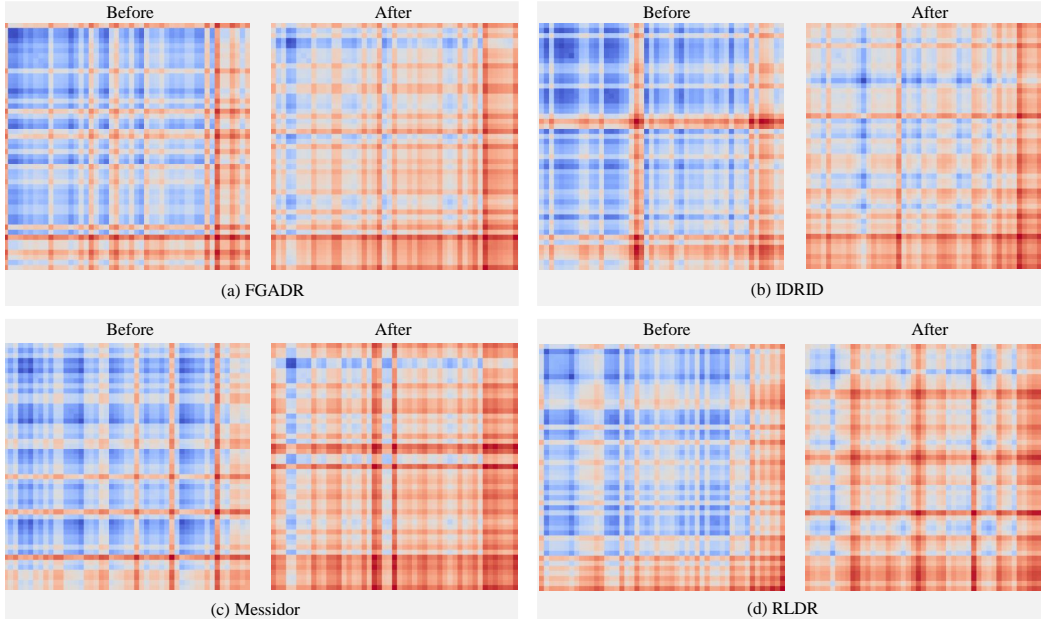 Before After
(a) FGADR
Before After
(b) IDRID
Before After
(c) Messidor
Before After
(d) RLDR